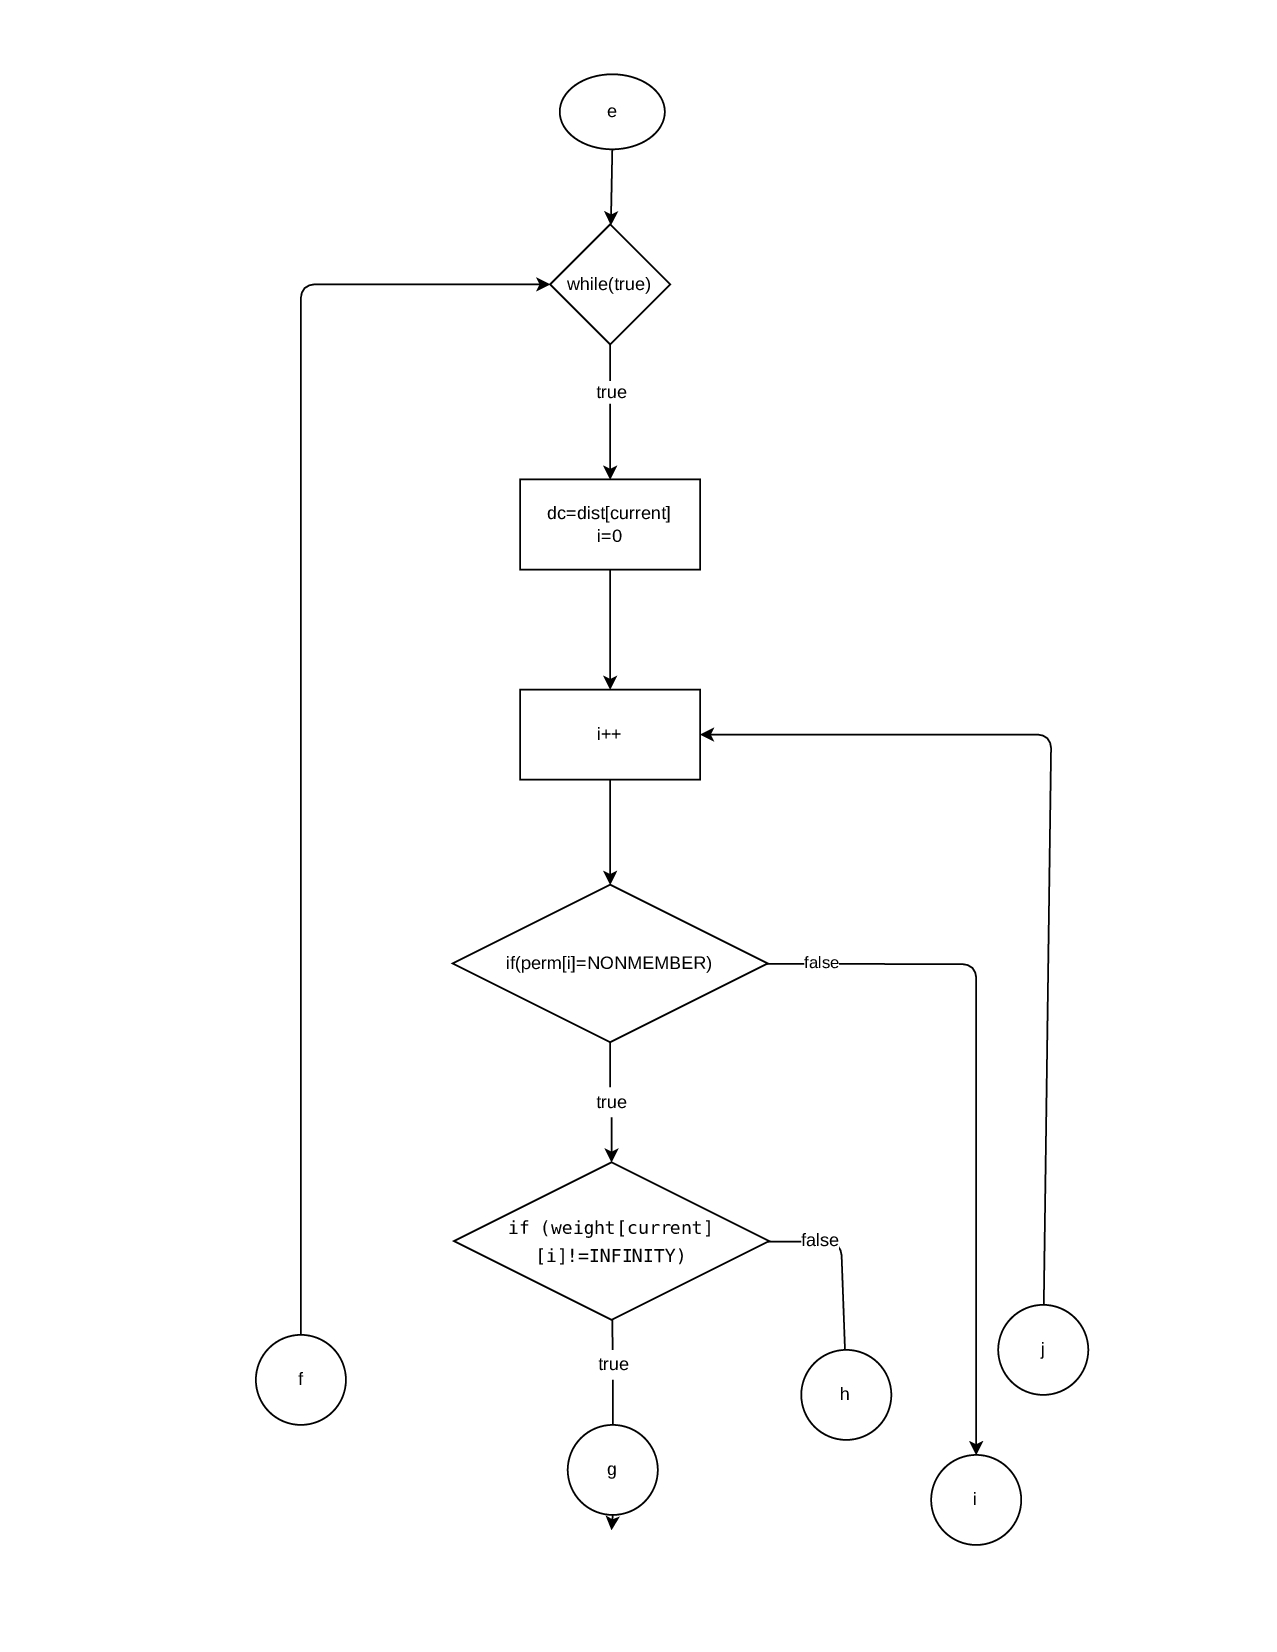 e
while(true)
true
dc=dist[current]
i=0
i++
if(perm[i]=NONMEMBER)
false
true
if (weight[current]
[i]!=INFINITY)
false
true
j
f
h
g
i